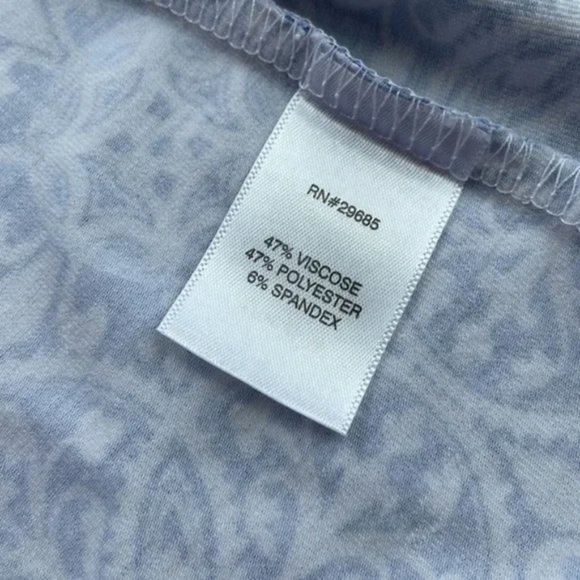 RN#29685
47% VISCOSE
47% POLYESTER
6% SPANDEX